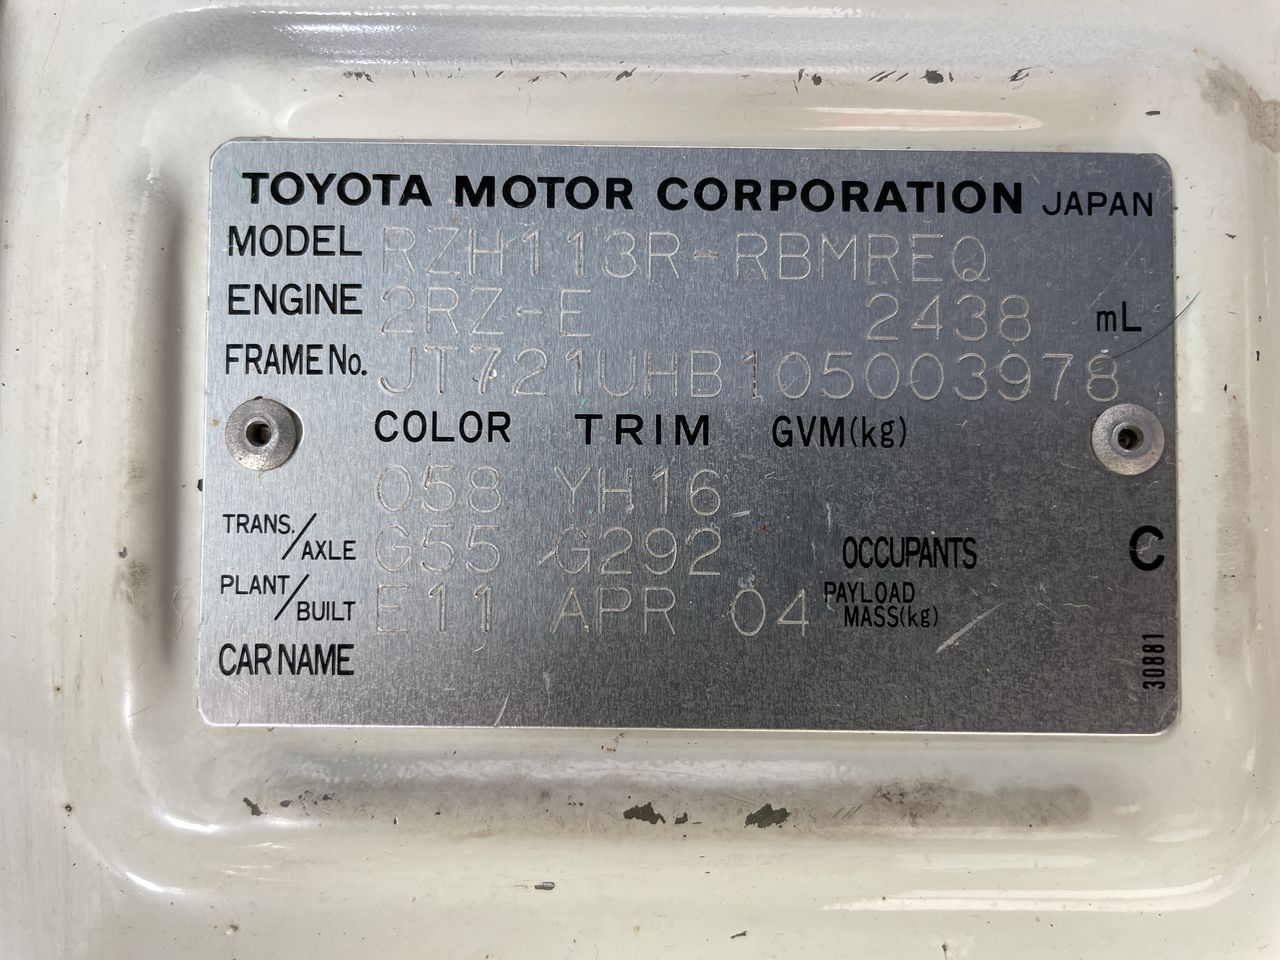 TOYOTA MOTOR CORPORATION JAPAN
MODEL RZH113R-RBMREQ
ENGINE 2RZ-E 2438 mL
FRAME No. JT721UHB105003978
COLOR TRIM GVM(kg)
058 YH16
TRANS./AXLE G55 G292 OCCUPANTS C
PLANT/BUILT E11 APR 04 PAYLOAD MASS(kg)
CAR NAME
30881